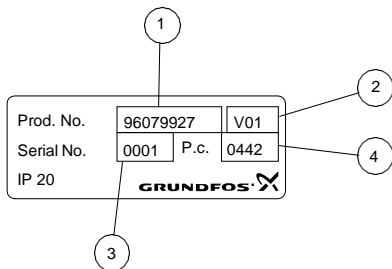 1
2
Prod. No. 96079927 V01
Serial No. 0001 P.c. 0442
IP 20 GRUNDFOS
3
4